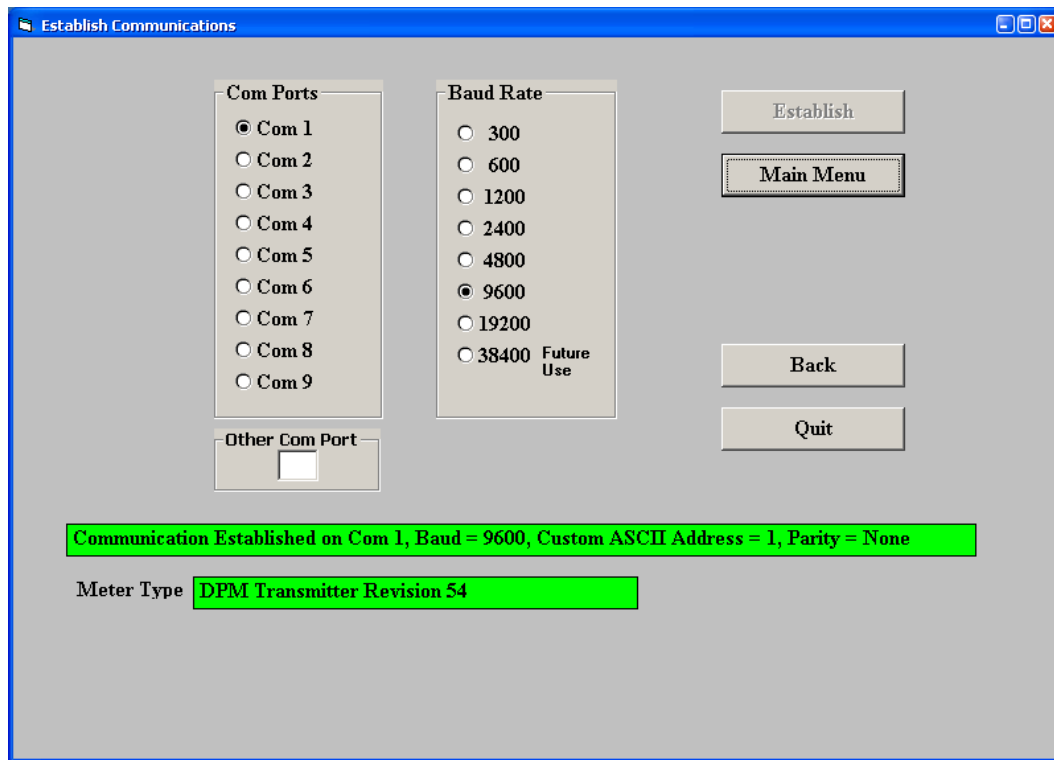 Establish Communications
Com Ports
Com 1
Com 2
Com 3
Com 4
Com 5
Com 6
Com 7
Com 8
Com 9
Other Com Port
Baud Rate
300
600
1200
2400
4800
9600
19200
38400 Future
Use
Establish
Main Menu
Back
Quit
Communication Established on Com 1, Baud = 9600, Custom ASCII Address = 1, Parity = None
Meter Type DPM Transmitter Revision 54